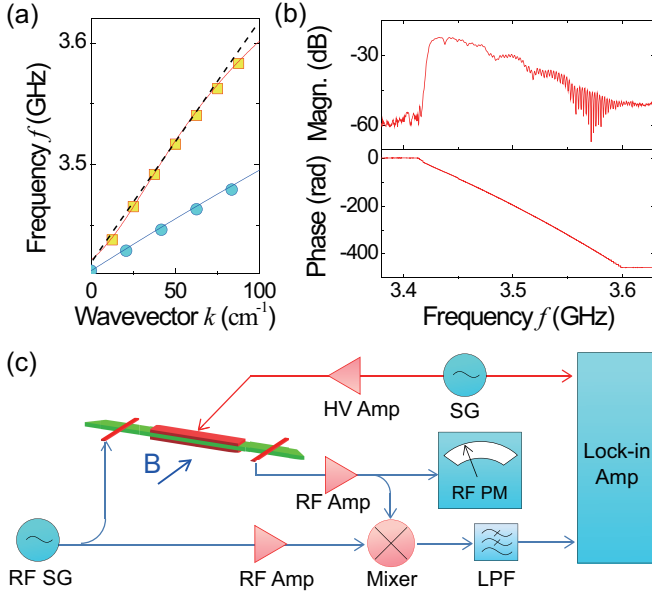 (a)
3.6
3.5
Frequency f (GHz)
0
50
100
Wavevector k (cm⁻¹)
(b)
-30
-60
Magn. (dB)
0
-200
-400
Phase (rad)
3.4
3.5
3.6
Frequency f (GHz)
(c)
HV Amp
SG
Lock-in
Amp
B
RF Amp
RF PM
RF SG
RF Amp
Mixer
LPF